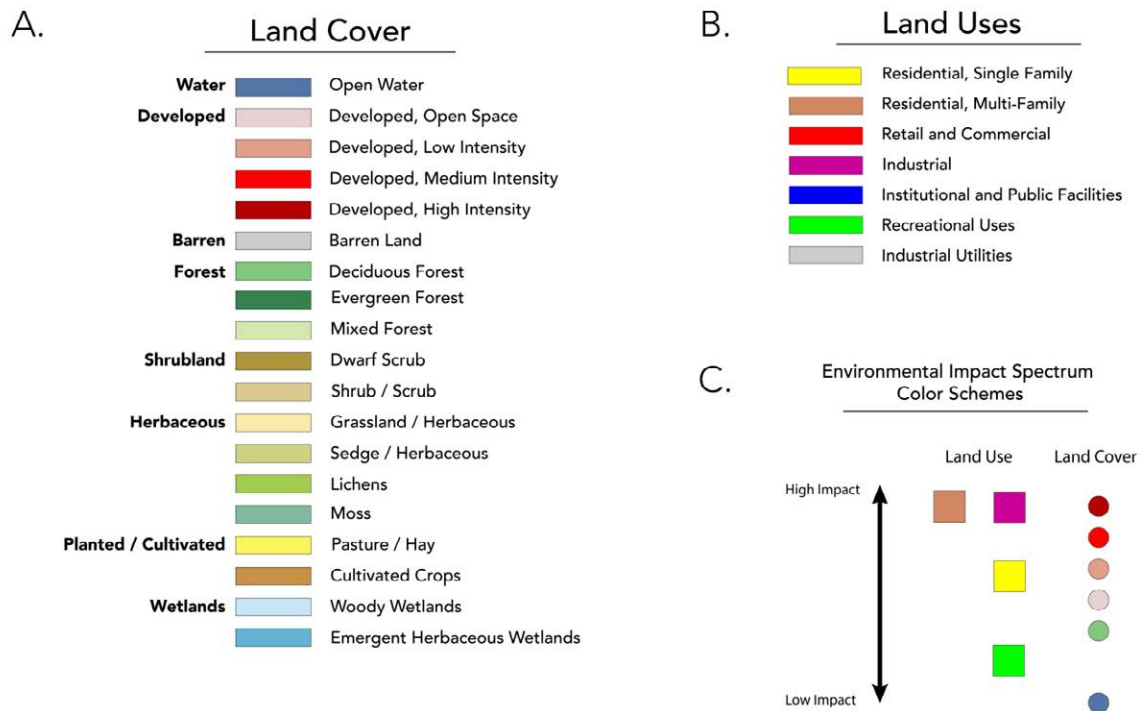 A.
Land Cover
Water Open Water
Developed Developed, Open Space
Developed, Low Intensity
Developed, Medium Intensity
Developed, High Intensity
Barren Barren Land
Forest Deciduous Forest
Evergreen Forest
Mixed Forest
Shrubland Dwarf Scrub
Shrub / Scrub
Herbaceous Grassland / Herbaceous
Sedge / Herbaceous
Lichens
Moss
Planted / Cultivated Pasture / Hay
Cultivated Crops
Wetlands Woody Wetlands
Emergent Herbaceous Wetlands
B.
Land Uses
Residential, Single Family
Residential, Multi-Family
Retail and Commercial
Industrial
Institutional and Public Facilities
Recreational Uses
Industrial Utilities
C.
Environmental Impact Spectrum
Color Schemes
Land Use Land Cover
High Impact
Low Impact